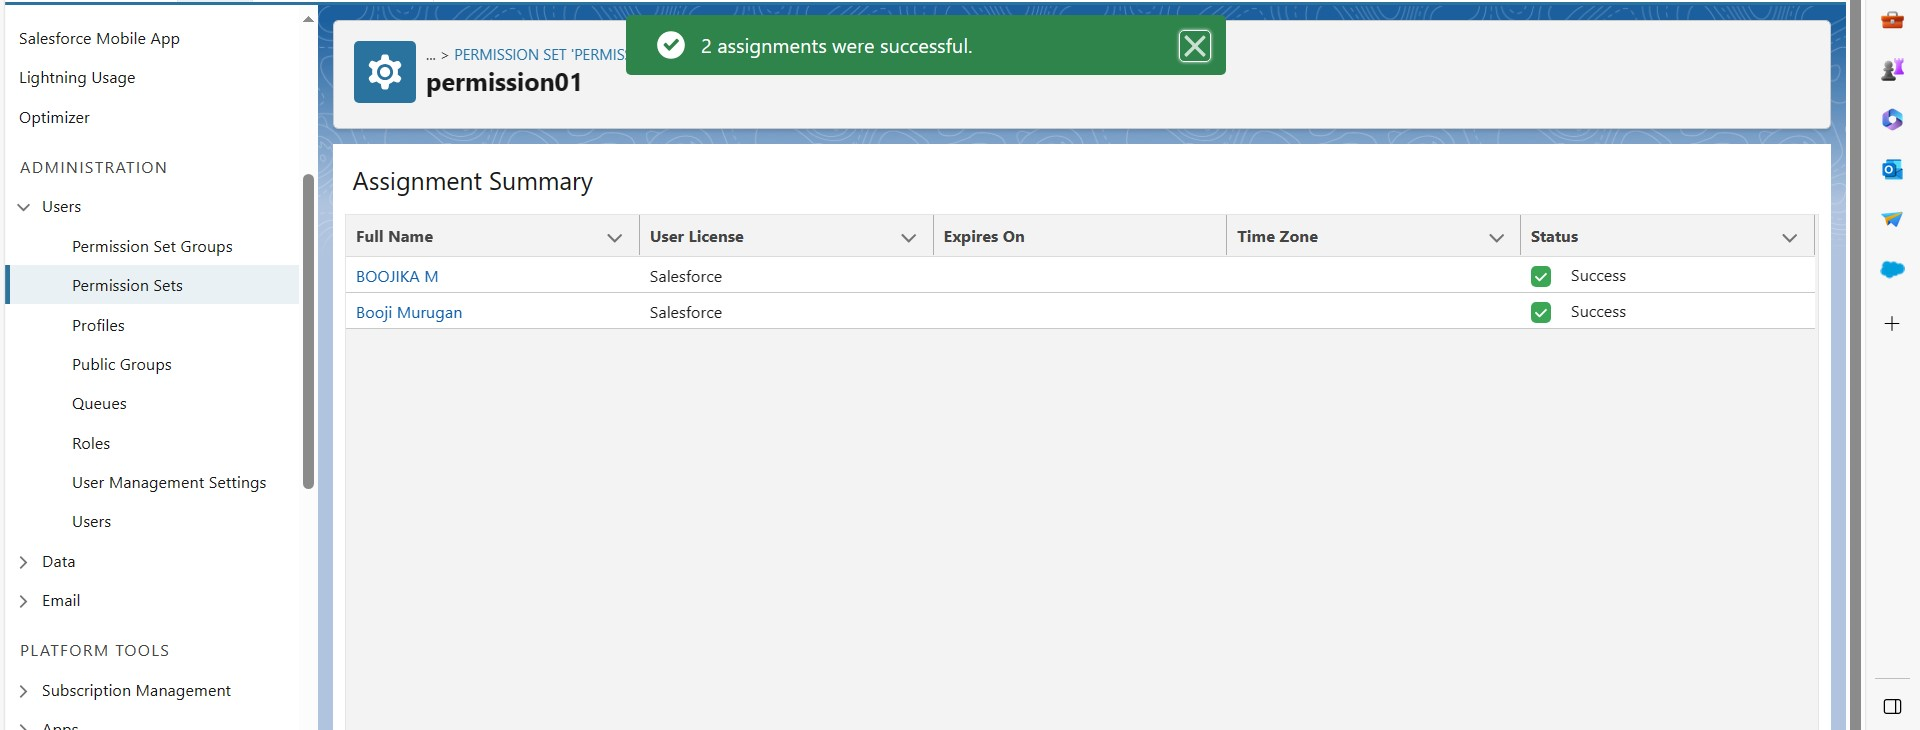 Salesforce Mobile App
Lightning Usage
Optimizer
ADMINISTRATION
Users
Permission Set Groups
Permission Sets
Profiles
Public Groups
Queues
Roles
User Management Settings
Users
Data
Email
PLATFORM TOOLS
Subscription Management
Apps
2 assignments were successful.
... > PERMISSION SET 'PERMIS
permission01
Assignment Summary
Full Name User License Expires On Time Zone Status
BOOJIKA M Salesforce Success
Booji Murugan Salesforce Success